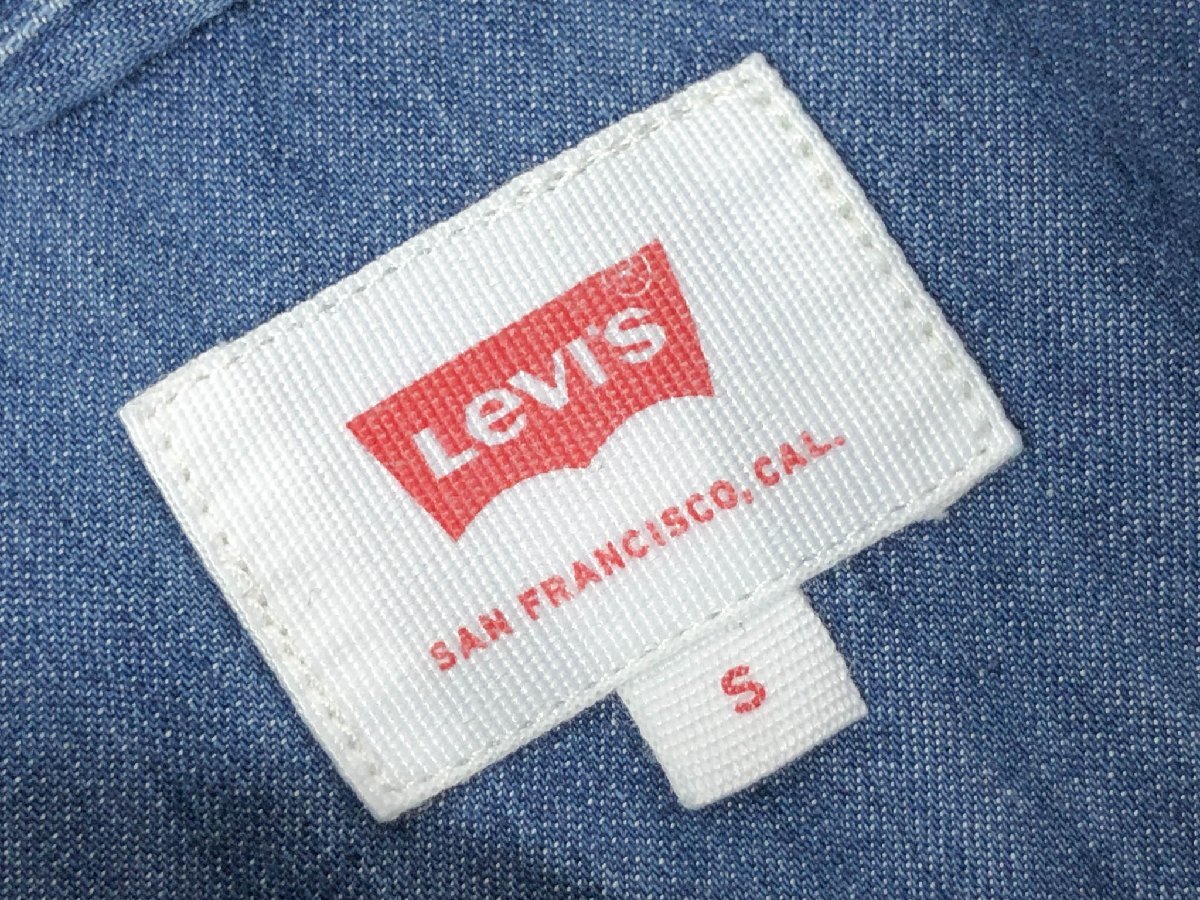 Levi's®
SAN FRANCISCO, CAL.
S